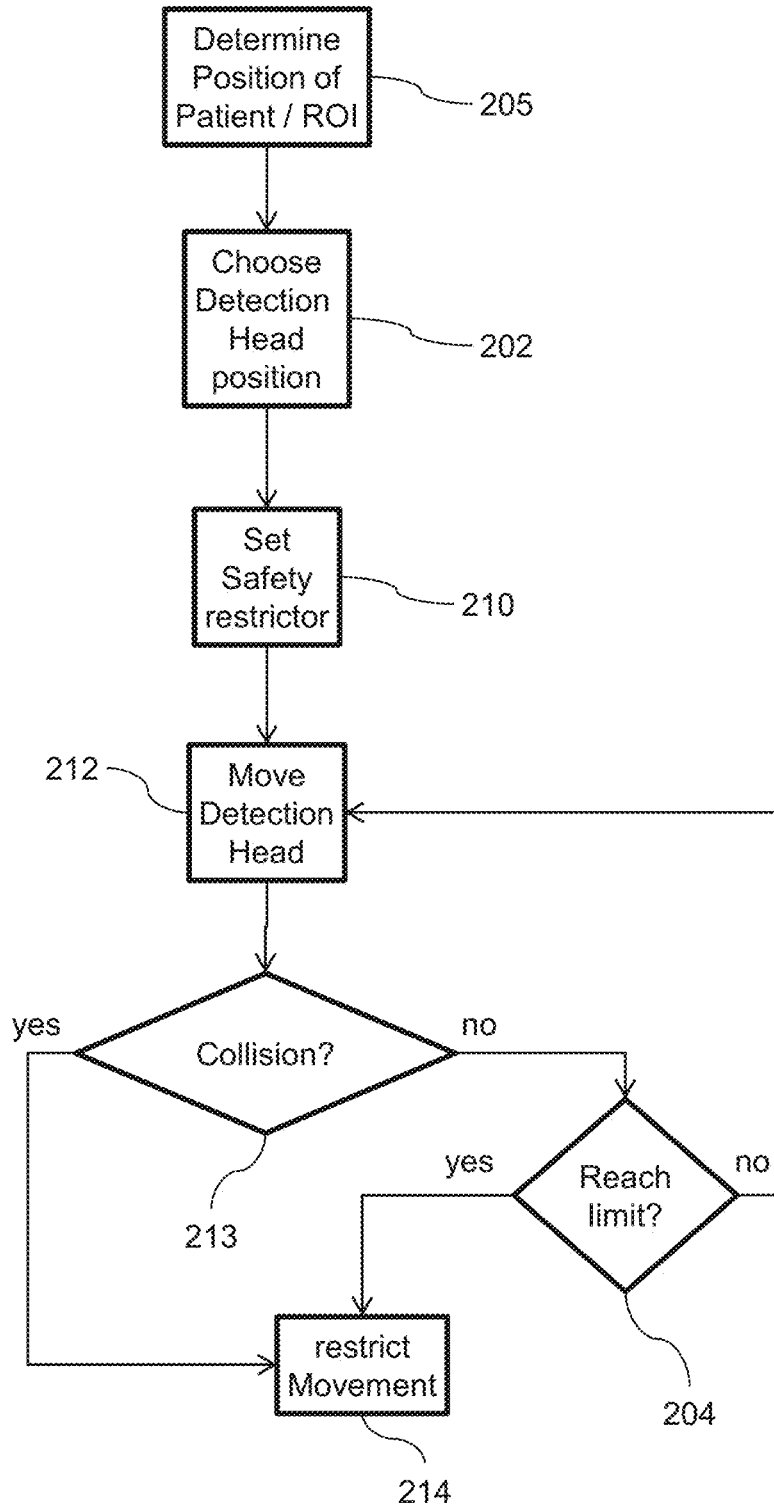 Determine
Position of
Patient / ROI
205
Choose
Detection
Head
position
202
Set
Safety
restrictor
210
212
Move
Detection
Head
yes
no
Collision?
213
yes
no
Reach
limit?
204
restrict
Movement
214